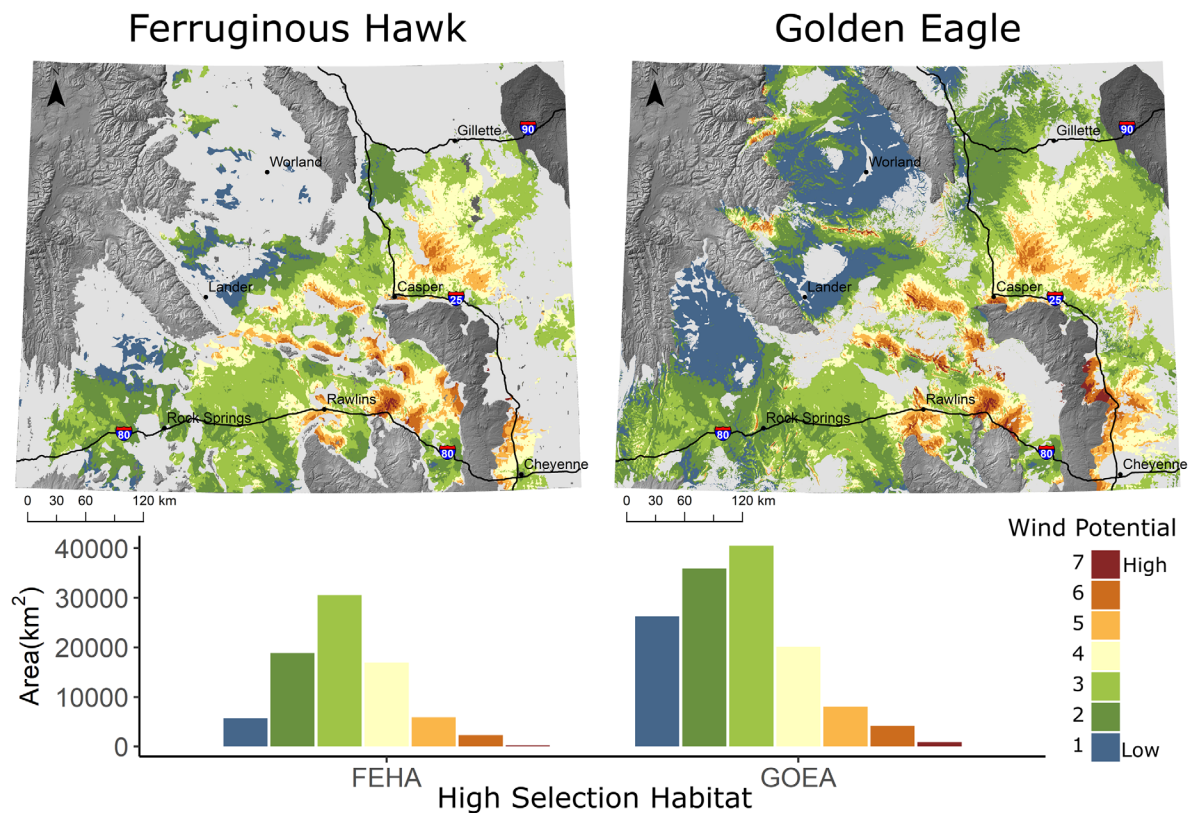 Ferruginous Hawk
Golden Eagle
N
90
Gillette
Worland
Lander
Casper
25
Rawlins
Rock Springs
80
80
Cheyenne
0 30 60 120 km
N
90
Gillette
Worland
Lander
Casper
25
Rawlins
Rock Springs
80
80
Cheyenne
0 30 60 120 km
Wind Potential
7 High
6
5
4
3
2
1 Low
Area(km²)
40000
30000
20000
10000
0
FEHA
GOEA
High Selection Habitat